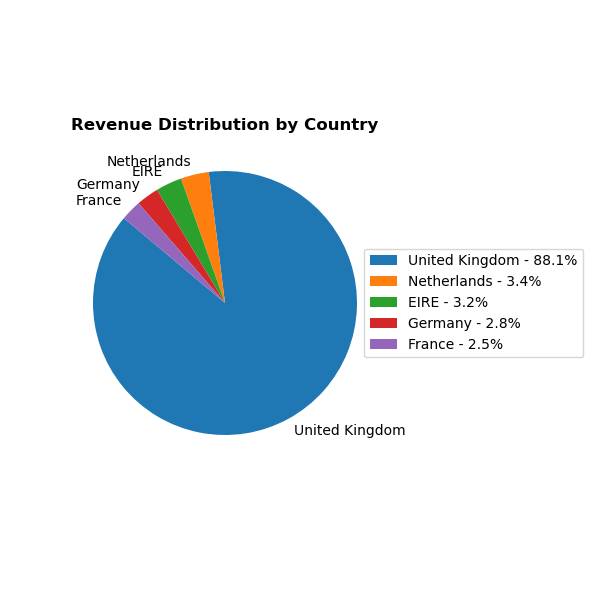 Revenue Distribution by Country
Netherlands
EIRE
Germany
France
United Kingdom - 88.1%
Netherlands - 3.4%
EIRE - 3.2%
Germany - 2.8%
France - 2.5%
United Kingdom